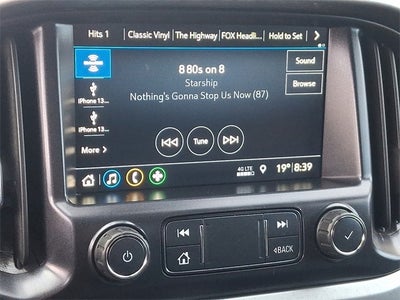 Hits 1 Classic Vinyl The Highway FOX Headli... Hold to Set
8 80s on 8
Sound
Starship
iPhone 13...
Browse
Nothing's Gonna Stop Us Now (87)
iPhone 13...
Tune
More
4G LTE 19° 8:39
BACK